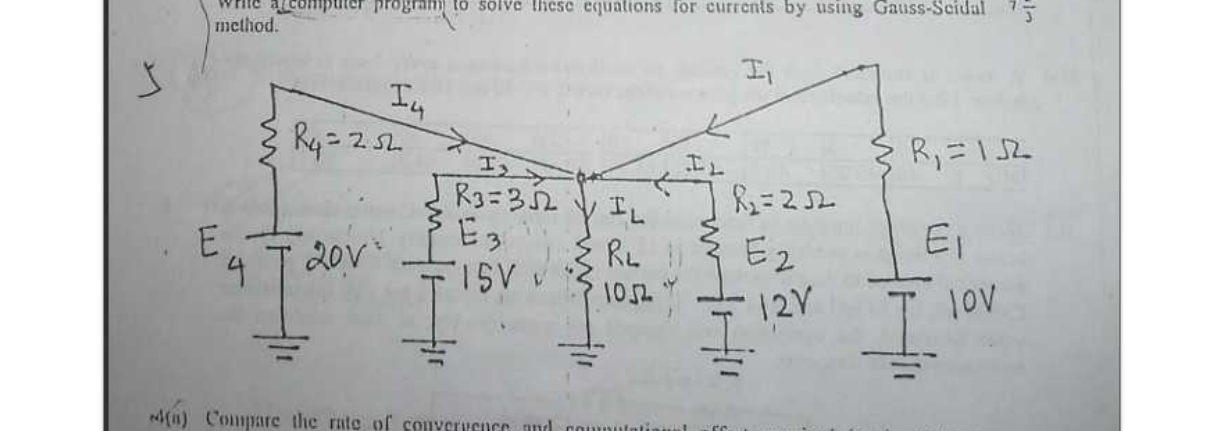 Write a computer program to solve these equations for currents by using Gauss-Seidal
method.
5
I1
I4
R4=2Ω
I3
I2
R1=1Ω
R3=3Ω
IL
R2=2Ω
E4
20V
E3
15V
RL
10Ω
E2
12V
E1
10V
4(a) Compare the rate of convergence and computational